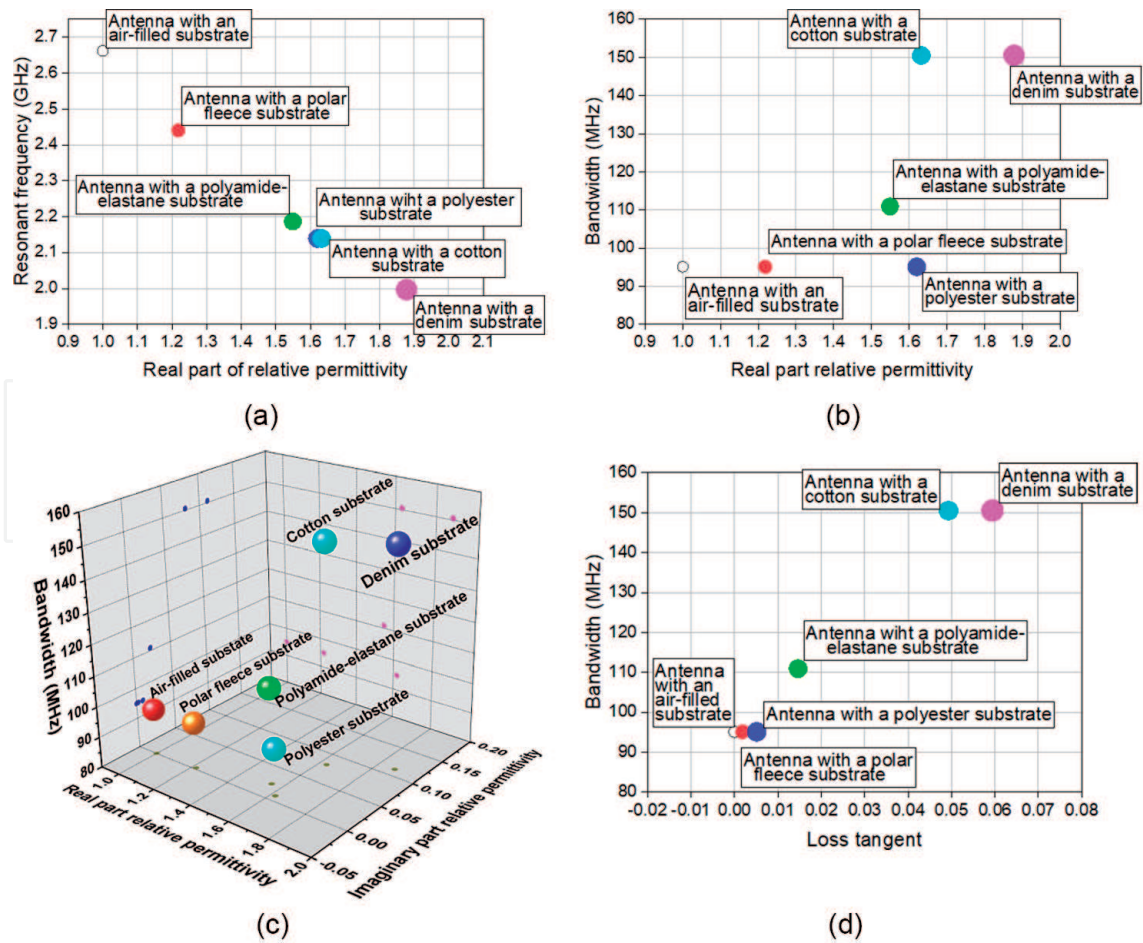 Antenna with an
air-filled substrate
Antenna with a polar
fleece substrate
Antenna with a polyamide-
elastane substrate
Antenna wiht a polyester
substrate
Antenna with a cotton
substrate
Antenna with a
denim substrate
2.7
2.6
2.5
2.4
2.3
2.2
2.1
2.0
1.9
Resonant frequency (GHz)
0.9 1.0 1.1 1.2 1.3 1.4 1.5 1.6 1.7 1.8 1.9 2.0 2.1
Real part of relative permittivity
(a)
Antenna with a
cotton substrate
Antenna with a
denim substrate
Antenna with a polyamide-
elastane substrate
Antenna with a polar fleece substrate
Antenna with an
air-filled substrate
Antenna with a
polyester substrate
160
150
140
130
120
110
100
90
80
Bandwidth (MHz)
0.9 1.0 1.1 1.2 1.3 1.4 1.5 1.6 1.7 1.8 1.9 2.0
Real part relative permittivity
(b)
160
150
140
130
120
110
100
90
80
Bandwidth (MHz)
Cotton substrate
Denim substrate
Polyamide-elastane substrate
Air-filled substate
Polar fleece substrate
Polyester substrate
1.0
1.2
1.4
1.6
1.8
2.0
Real part relative permittivity
0.20
0.15
0.10
0.05
0.00
-0.05
Imaginary part relative permittivity
(c)
Antenna with a
cotton substrate
Antenna with a
denim substrate
Antenna wiht a polyamide-
elastane substrate
Antenna
with an
air-filled
substrate
Antenna with a polyester substrate
Antenna with a polar
fleece substrate
160
150
140
130
120
110
100
90
80
Bandwidth (MHz)
-0.02 -0.01 0.00 0.01 0.02 0.03 0.04 0.05 0.06 0.07 0.08
Loss tangent
(d)